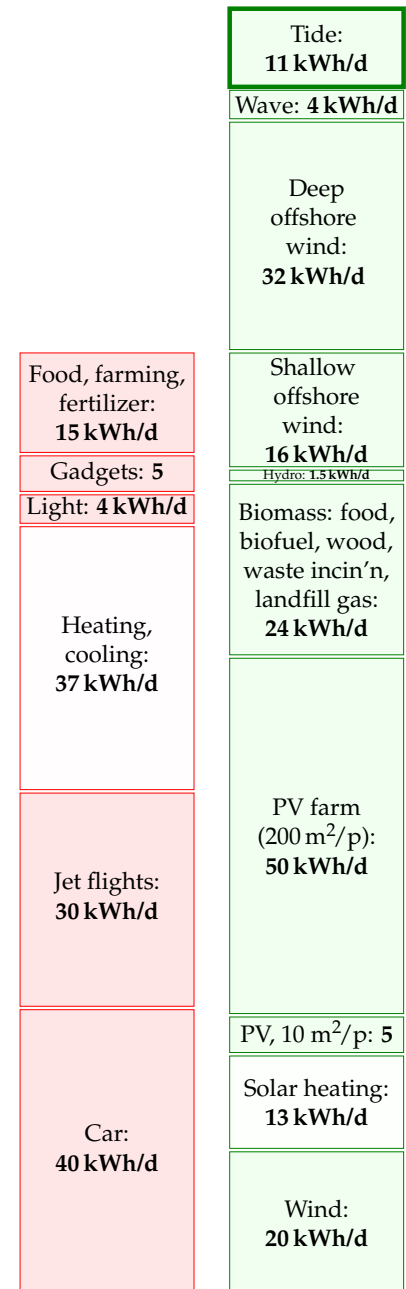 Food, farming,
fertilizer:
15 kWh/d
Gadgets: 5
Light: 4 kWh/d
Heating,
cooling:
37 kWh/d
Jet flights:
30 kWh/d
Car:
40 kWh/d
Tide:
11 kWh/d
Wave: 4 kWh/d
Deep
offshore
wind:
32 kWh/d
Shallow
offshore
wind:
16 kWh/d
Hydro: 1.5 kWh/d
Biomass: food,
biofuel, wood,
waste incin'n,
landfill gas:
24 kWh/d
PV farm
(200 m²/p):
50 kWh/d
PV, 10 m²/p: 5
Solar heating:
13 kWh/d
Wind:
20 kWh/d